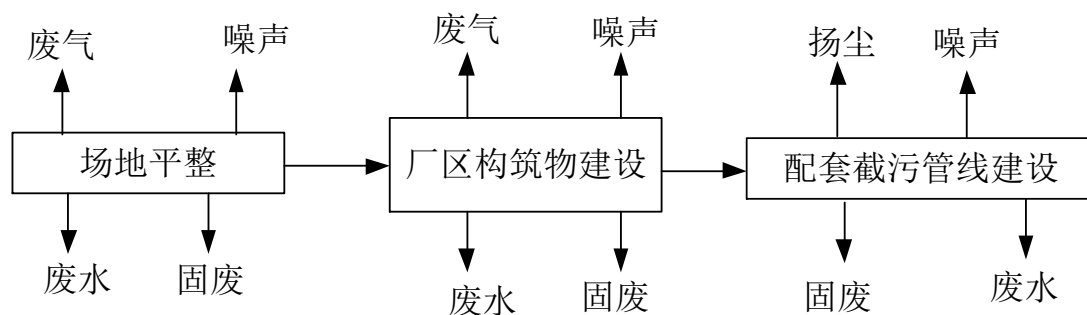 废气 噪声 废气 噪声 扬尘 噪声
场地平整 厂区构筑物建设 配套截污管线建设
废水 固废 废水 固废 固废 废水